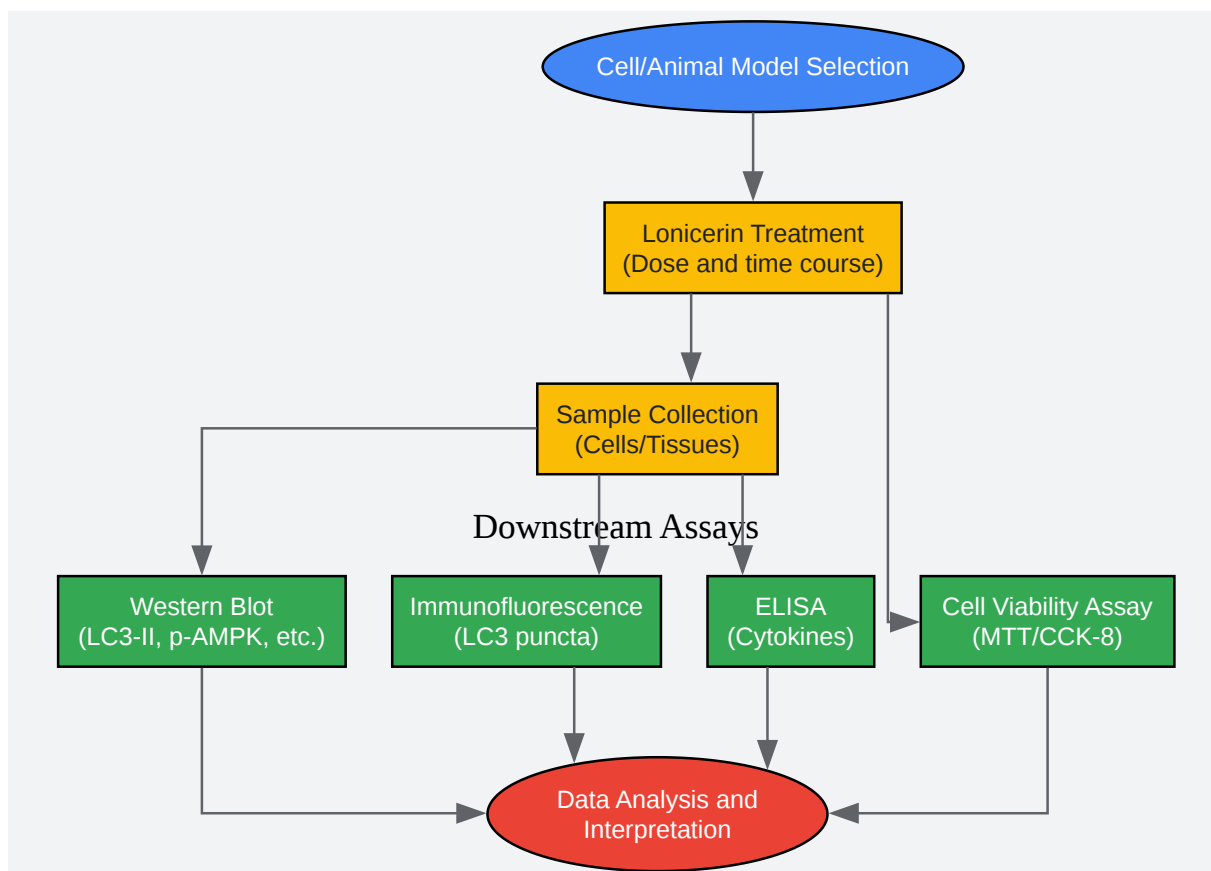 Cell/Animal Model Selection
Lonicerin Treatment
(Dose and time course)
Sample Collection
(Cells/Tissues)
Downstream Assays
Western Blot
(LC3-II, p-AMPK, etc.)
Immunofluorescence
(LC3 puncta)
ELISA
(Cytokines)
Cell Viability Assay
(MTT/CCK-8)
Data Analysis and
Interpretation